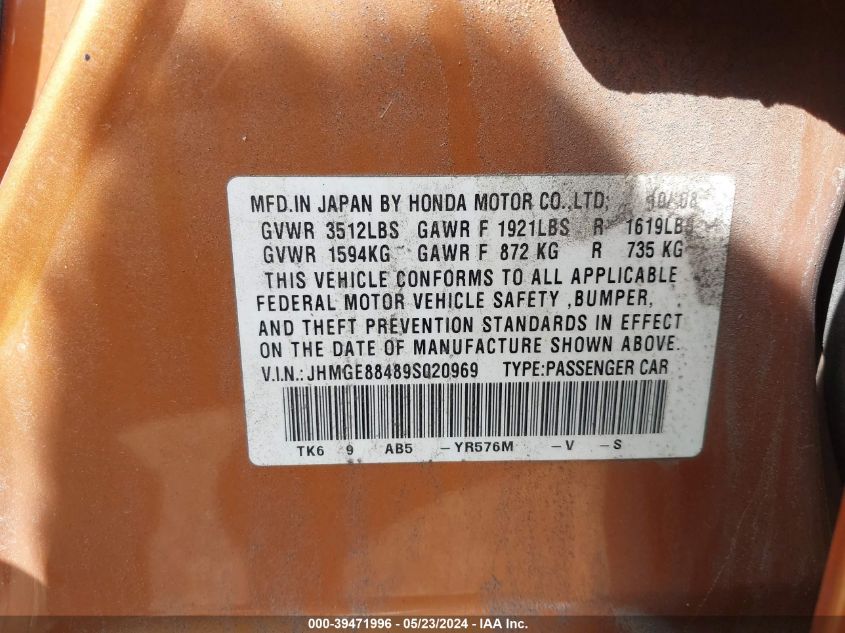 MFD.IN JAPAN BY HONDA MOTOR CO.,LTD; 10/08
GVWR 3512LBS GAWR F 1921LBS R 1619LBS
GVWR 1594KG GAWR F 872 KG R 735 KG
THIS VEHICLE CONFORMS TO ALL APPLICABLE
FEDERAL MOTOR VEHICLE SAFETY ,BUMPER,
AND THEFT PREVENTION STANDARDS IN EFFECT
ON THE DATE OF MANUFACTURE SHOWN ABOVE.
V.I.N.: JHMGE88489S020969 TYPE:PASSENGER CAR
TK6 9 AB5 -YR576M -V -S
000-39471996 - 05/23/2024 - IAA Inc.